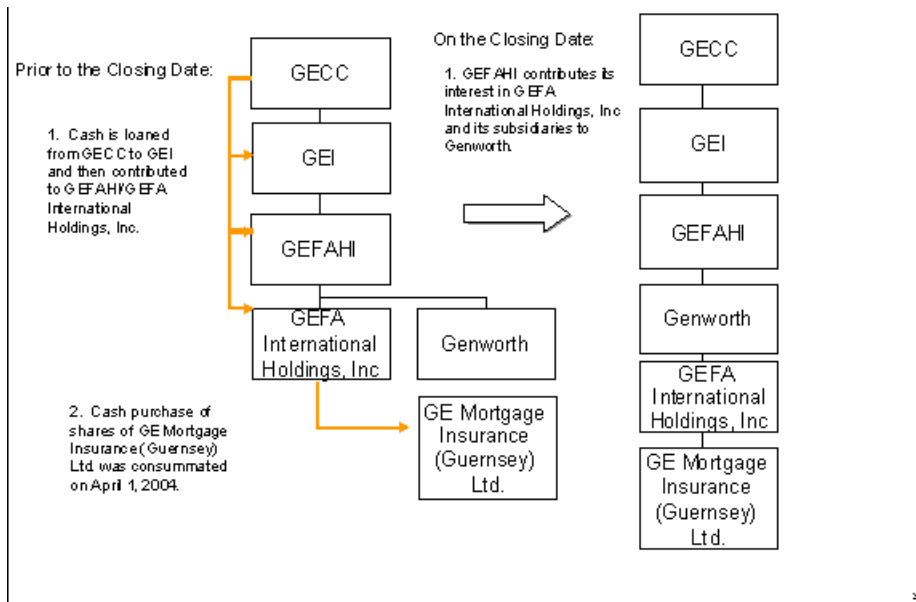 Prior to the Closing Date:
1. Cash is loaned
from GECC to GEI
and then contributed
to GEFAHI/GEFA
International
Holdings, Inc.
2. Cash purchase of
shares of GE Mortgage
Insurance (Guernsey)
Ltd. was consummated
on April 1, 2004.
GECC
GEI
GEFAHI
GEFA
International
Holdings, Inc
Genworth
GE Mortgage
Insurance
(Guernsey)
Ltd.
On the Closing Date:
1. GEFAHI contributes its
interest in GEFA
International Holdings, Inc
and its subsidiaries to
Genworth.
GECC
GEI
GEFAHI
Genworth
GEFA
International
Holdings, Inc
GE Mortgage
Insurance
(Guernsey)
Ltd.